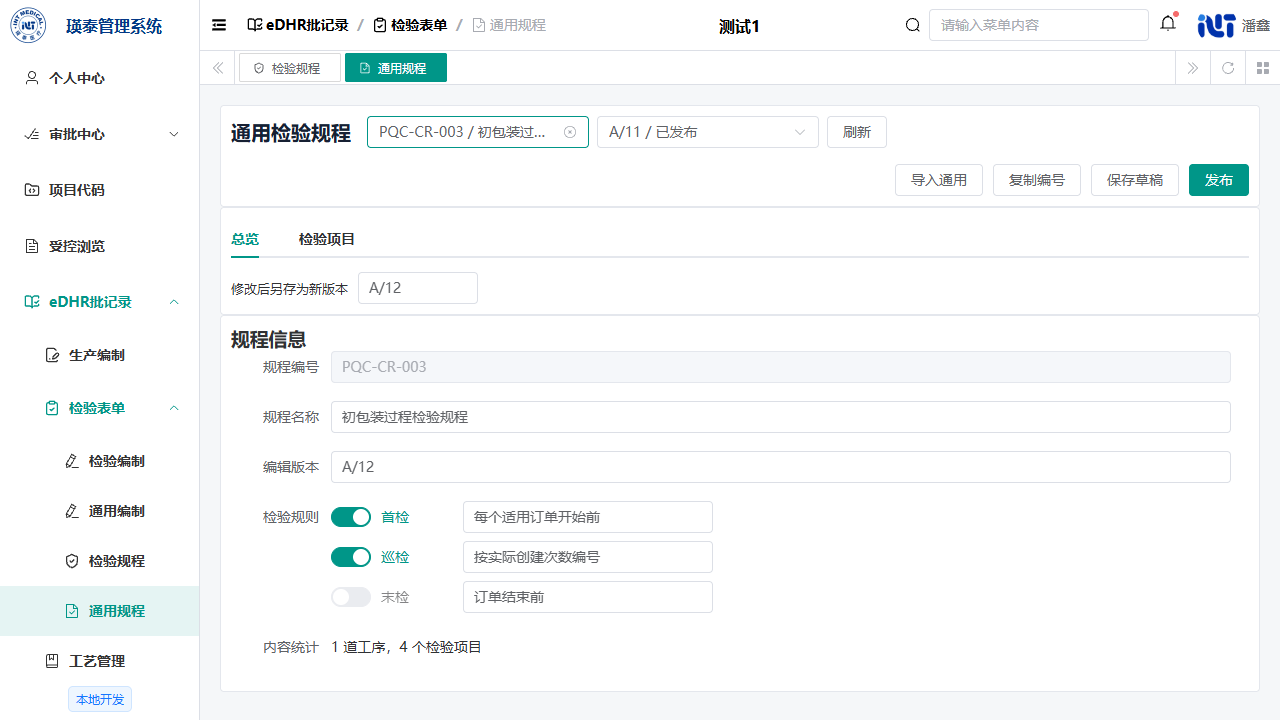 瑛泰管理系统
eDHR批记录 / 检验表单 / 通用规程
测试1
请输入菜单内容
潘鑫
检验规程
通用规程
个人中心
审批中心
项目代码
受控浏览
eDHR批记录
生产编制
检验表单
检验编制
通用编制
检验规程
通用规程
工艺管理
本地开发
通用检验规程
PQC-CR-003 / 初包装过...
A/11 / 已发布
刷新
导入通用
复制编号
保存草稿
发布
总览
检验项目
修改后另存为新版本 A/12
规程信息
规程编号 PQC-CR-003
规程名称 初包装过程检验规程
编辑版本 A/12
检验规则 首检 每个适用订单开始前
巡检 按实际创建次数编号
末检 订单结束前
内容统计 1 道工序，4 个检验项目